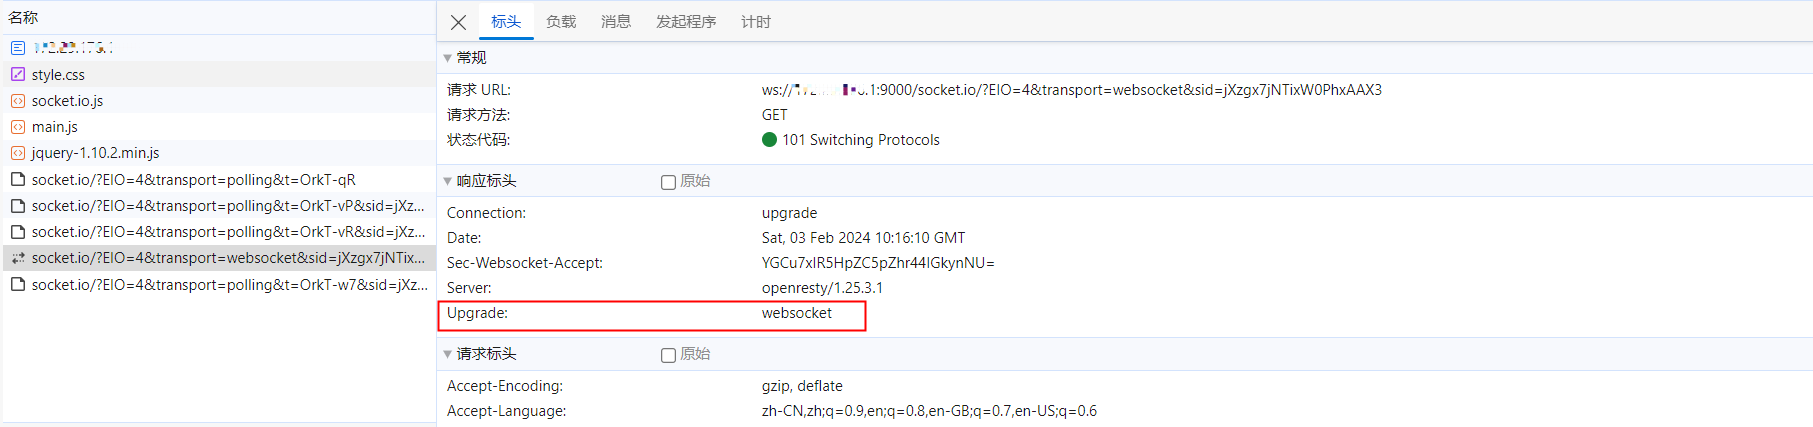 名称
style.css
socket.io.js
main.js
jquery-1.10.2.min.js
socket.io/?EIO=4&transport=polling&t=OrkT-qR
socket.io/?EIO=4&transport=polling&t=OrkT-vP&sid=jXz...
socket.io/?EIO=4&transport=polling&t=OrkT-vR&sid=jXz...
socket.io/?EIO=4&transport=websocket&sid=jXzgx7jNTix...
socket.io/?EIO=4&transport=polling&t=OrkT-w7&sid=jXz...
标头 负载 消息 发起程序 计时
常规
请求 URL: ws://.1:9000/socket.io/?EIO=4&transport=websocket&sid=jXzgx7jNTixW0PhxAAX3
请求方法: GET
状态代码: 101 Switching Protocols
响应标头 原始
Connection: upgrade
Date: Sat, 03 Feb 2024 10:16:10 GMT
Sec-Websocket-Accept: YGCu7xIR5HpZC5pZhr44IGkynNU=
Server: openresty/1.25.3.1
Upgrade: websocket
请求标头 原始
Accept-Encoding: gzip, deflate
Accept-Language: zh-CN,zh;q=0.9,en;q=0.8,en-GB;q=0.7,en-US;q=0.6